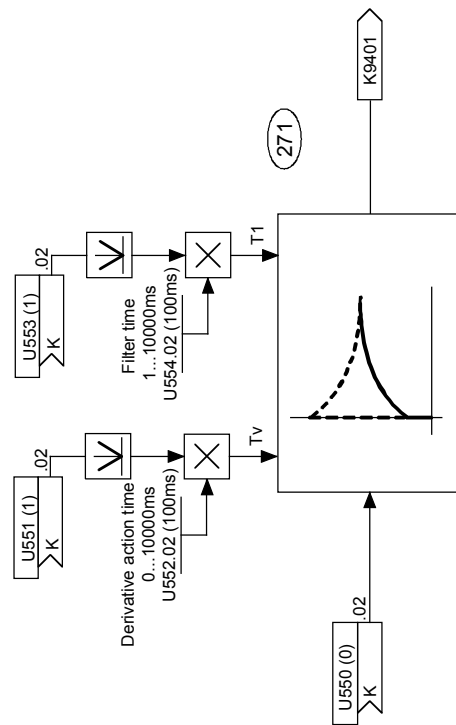 U551 (1)
K
.02
U553 (1)
K
.02
Derivative action time
0...10000ms
U552.02 (100ms)
Filter time
1...10000ms
U554.02 (100ms)
Tv
T1
271
U550 (0)
K
.02
K9401